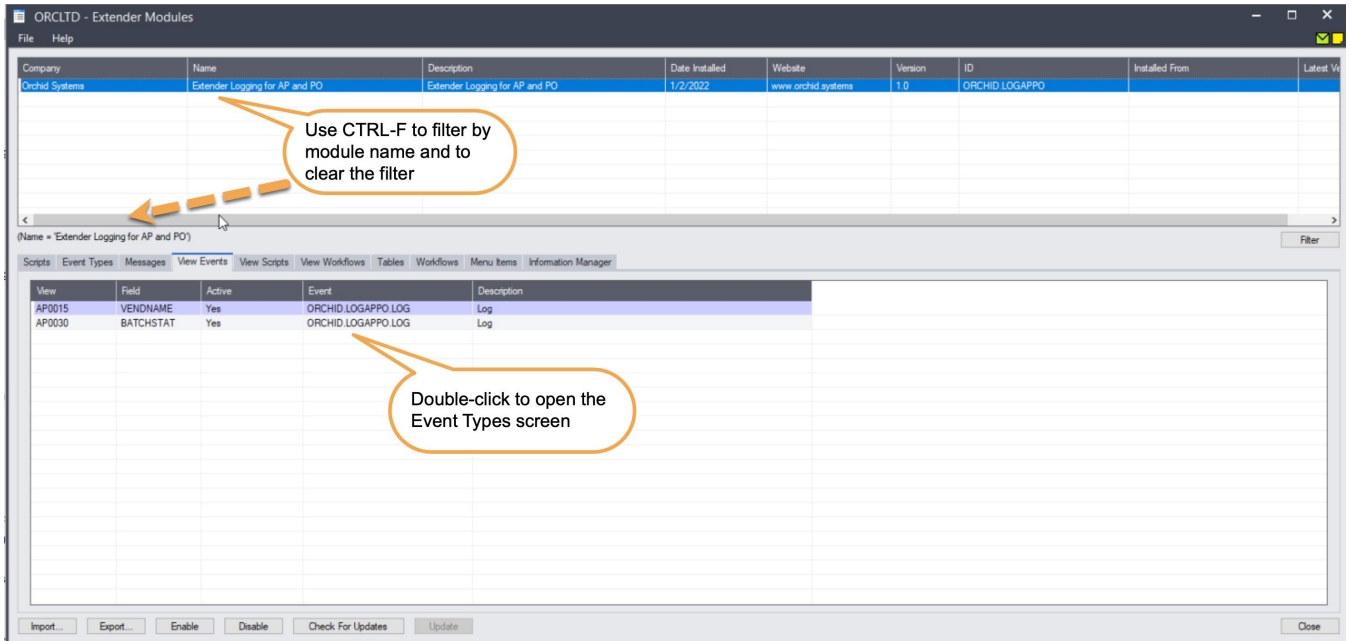 ORCLTD - Extender Modules
File Help
Company Name Description Date Installed Website Version ID Installed From Latest Ve
Orchid Systems Extender Logging for AP and PO Extender Logging for AP and PO 1/2/2022 www.orchid.systems 1.0 ORCHID.LOGAPPO
Use CTRL-F to filter by
module name and to
clear the filter
(Name = 'Extender Logging for AP and PO')
Filter
Scripts Event Types Messages View Events View Scripts View Workflows Tables Workflows Menu Items Information Manager
View Field Active Event Description
AP0015 VENDNAME Yes ORCHID.LOGAPPO.LOG Log
AP0030 BATCHSTAT Yes ORCHID.LOGAPPO.LOG Log
Double-click to open the
Event Types screen
Import... Export... Enable Disable Check For Updates Update Close